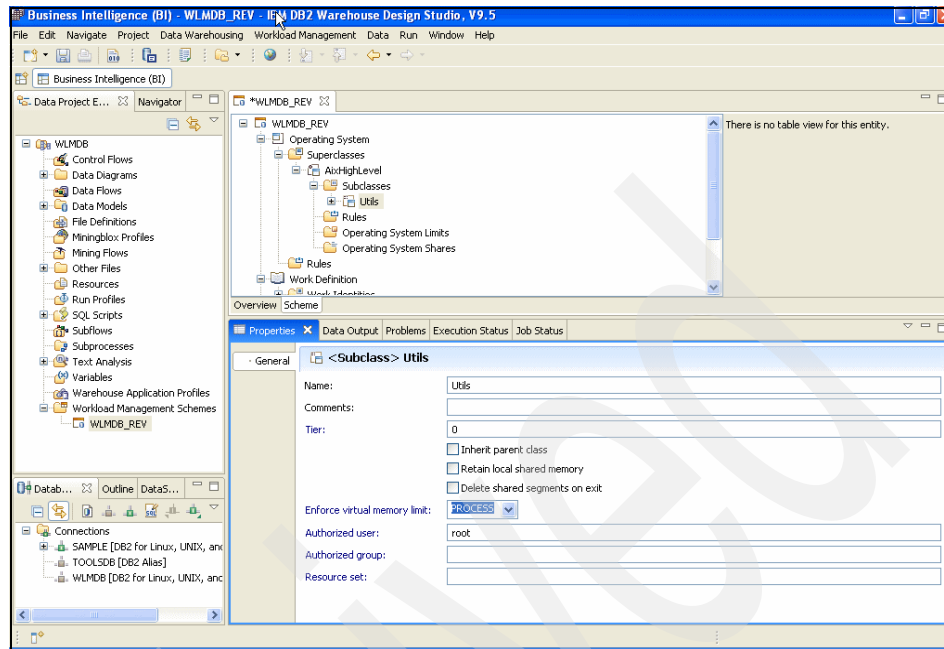 Business Intelligence (BI) - WLMDB_REV - IBM DB2 Warehouse Design Studio, V9.5
File Edit Navigate Project Data Warehousing Workload Management Data Run Window Help
Business Intelligence (BI)
Data Project E... Navigator
WLMDB
Control Flows
Data Diagrams
Data Flows
Data Models
File Definitions
Miningblox Profiles
Mining Flows
Other Files
Resources
Run Profiles
SQL Scripts
Subflows
Subprocesses
Text Analysis
Variables
Warehouse Application Profiles
Workload Management Schemes
WLMDB_REV
Datab... Outline DataS...
Connections
SAMPLE [DB2 for Linux, UNIX, and
TOOLSDB [DB2 Alias]
WLMDB [DB2 for Linux, UNIX, and
*WLMDB_REV
WLMDB_REV
Operating System
Superclasses
AixHighLevel
Subclasses
Utils
Rules
Operating System Limits
Operating System Shares
Rules
Work Definition
Work Identities
Overview Scheme
There is no table view for this entity.
Properties Data Output Problems Execution Status Job Status
General
<Subclass> Utils
Name: Utils
Comments:
Tier: 0
Inherit parent class
Retain local shared memory
Delete shared segments on exit
Enforce virtual memory limit: PROCESS
Authorized user: root
Authorized group:
Resource set: